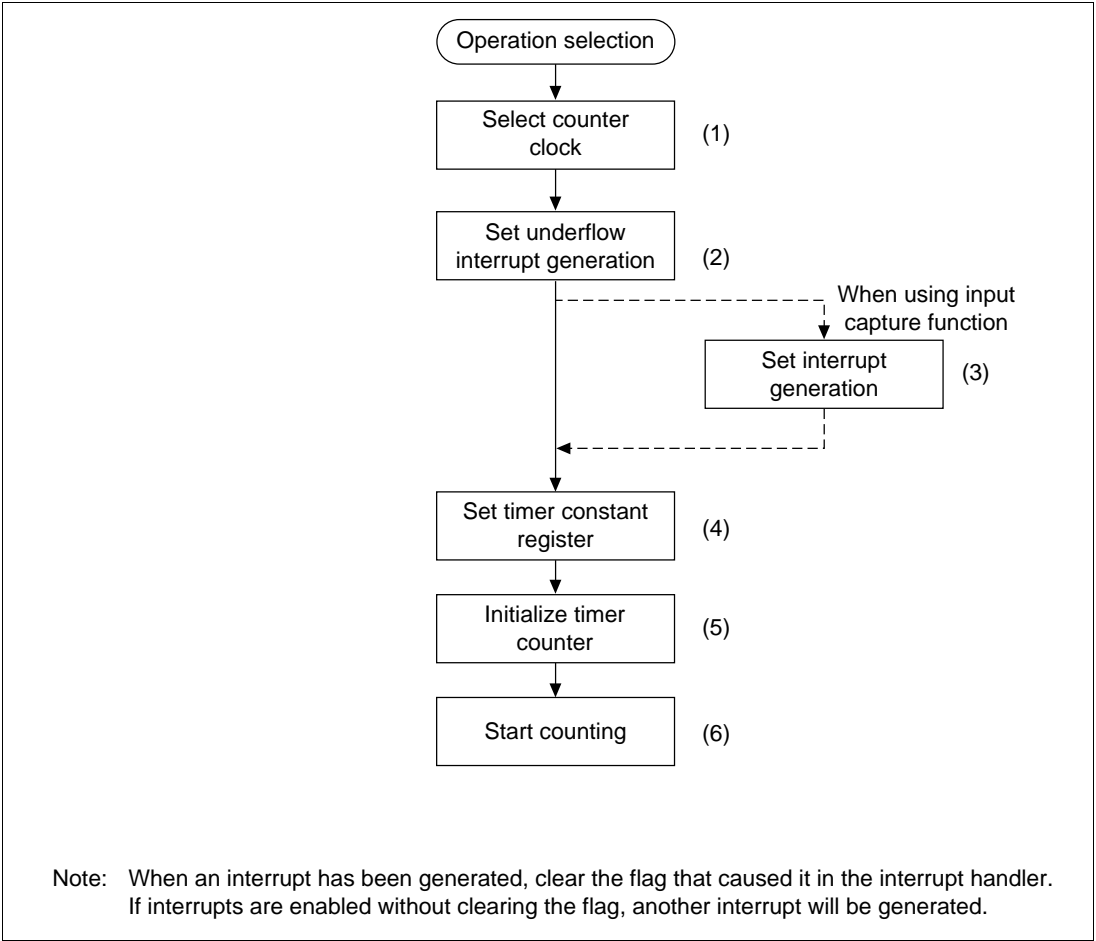 Operation selection
Select counter
clock
(1)
Set underflow
interrupt generation
(2)
When using input
capture function
Set interrupt
generation
(3)
Set timer constant
register
(4)
Initialize timer
counter
(5)
Start counting
(6)
Note: When an interrupt has been generated, clear the flag that caused it in the interrupt handler.
If interrupts are enabled without clearing the flag, another interrupt will be generated.